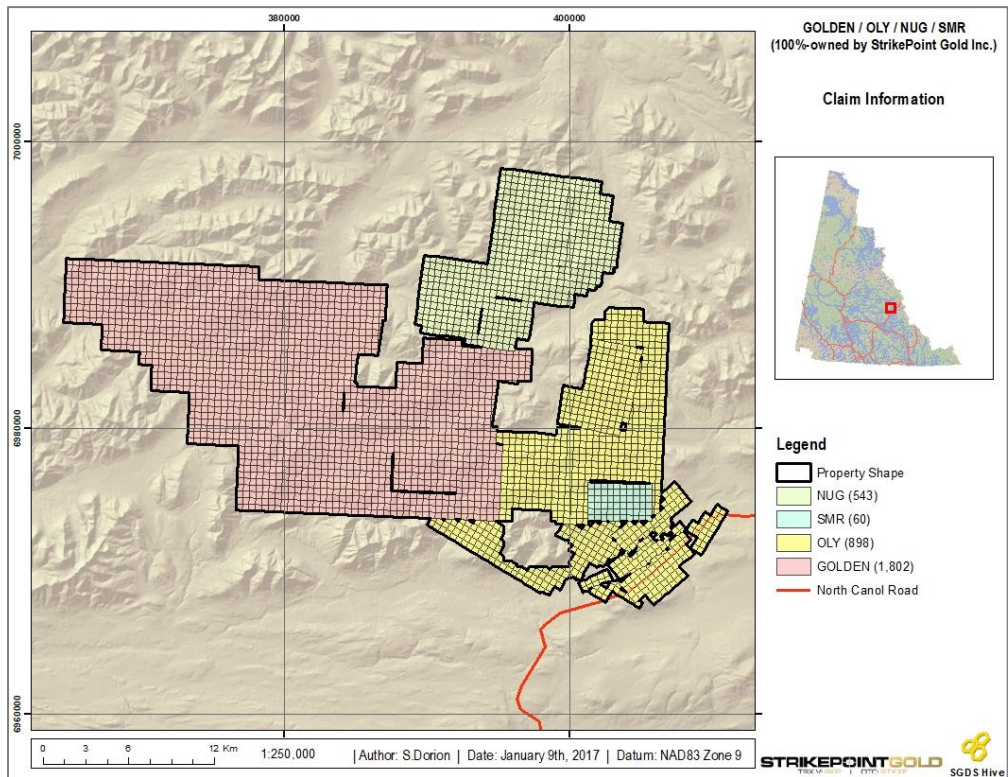 380000
400000
GOLDEN / OLY / NUG / SMR
(100%-owned by StrikePoint Gold Inc.)
Claim Information
7000000
6980000
6960000
Legend
Property Shape
NUG (543)
SMR (60)
OLY (898)
GOLDEN (1,802)
North Canol Road
0 3 6 12 Km
1:250,000
|Author: S.Dorion | Date: January 9th, 2017 | Datum: NAD83 Zone 9
STRIKEPOINTGOLD
SGDS Hive